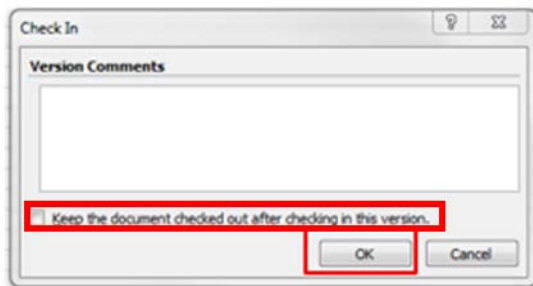 Check In
Version Comments
Keep the document checked out after checking in this version.
OK Cancel